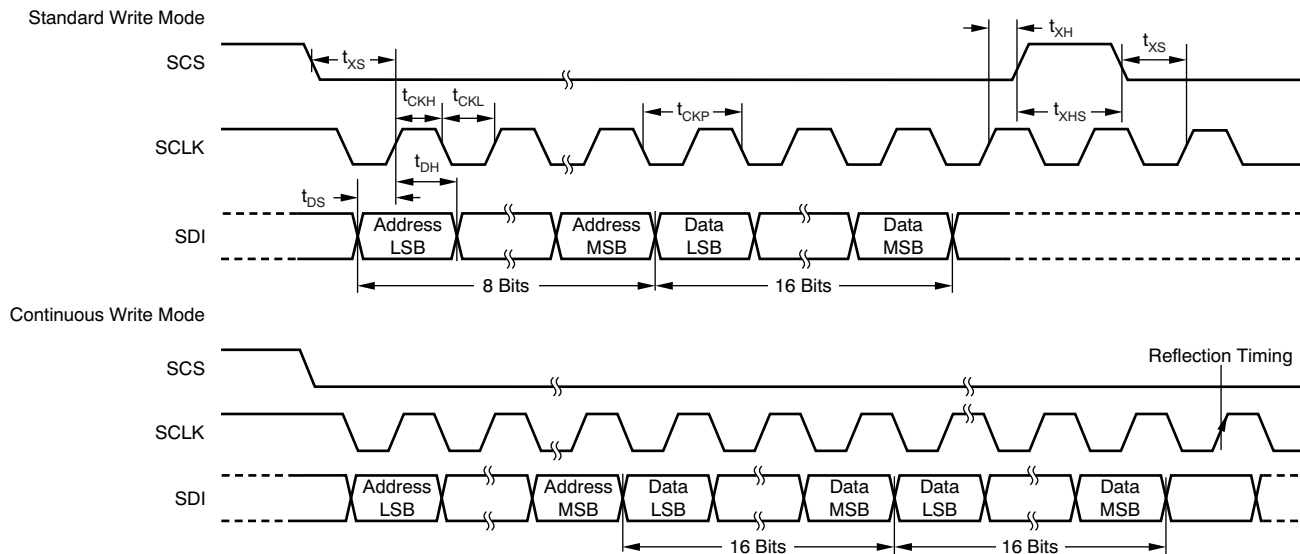 Standard Write Mode
SCS
tXS
tXH
tXS
tXHS
SCLK
tCKH
tCKL
tCKP
tDH
tDS
SDI
Address
LSB
Address
MSB
Data
LSB
Data
MSB
8 Bits
16 Bits
Continuous Write Mode
SCS
Reflection Timing
SCLK
SDI
Address
LSB
Address
MSB
Data
LSB
Data
MSB
Data
LSB
Data
MSB
16 Bits
16 Bits